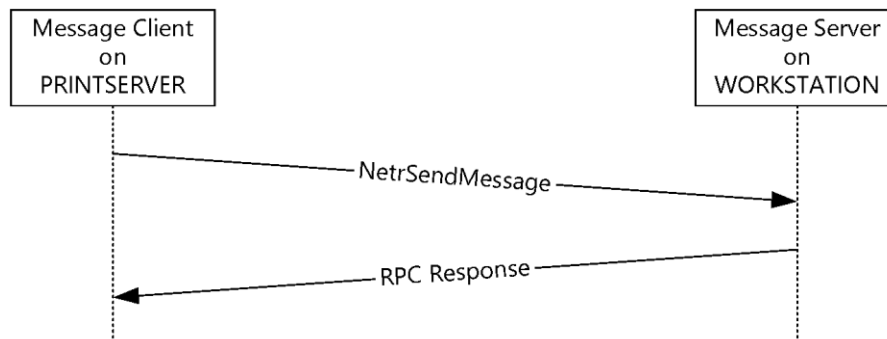 Message Client
on
PRINTSERVER
Message Server
on
WORKSTATION
NetrSendMessage
RPC Response